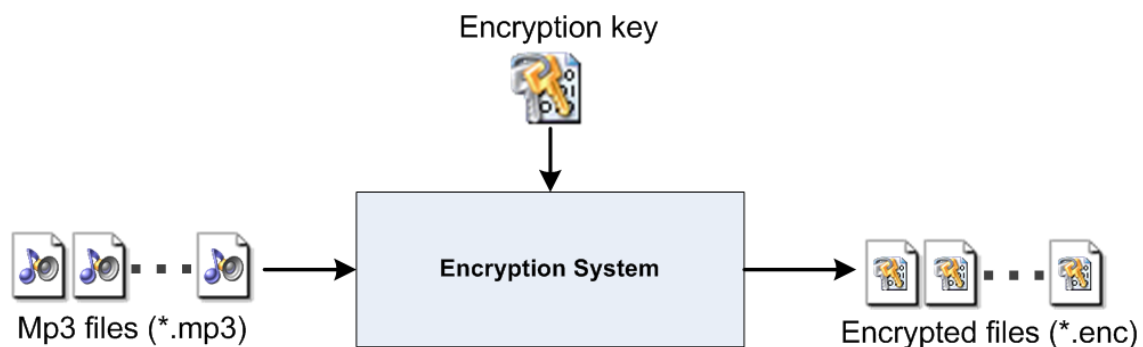 Encryption key
Encryption System
Mp3 files (*.mp3)
Encrypted files (*.enc)